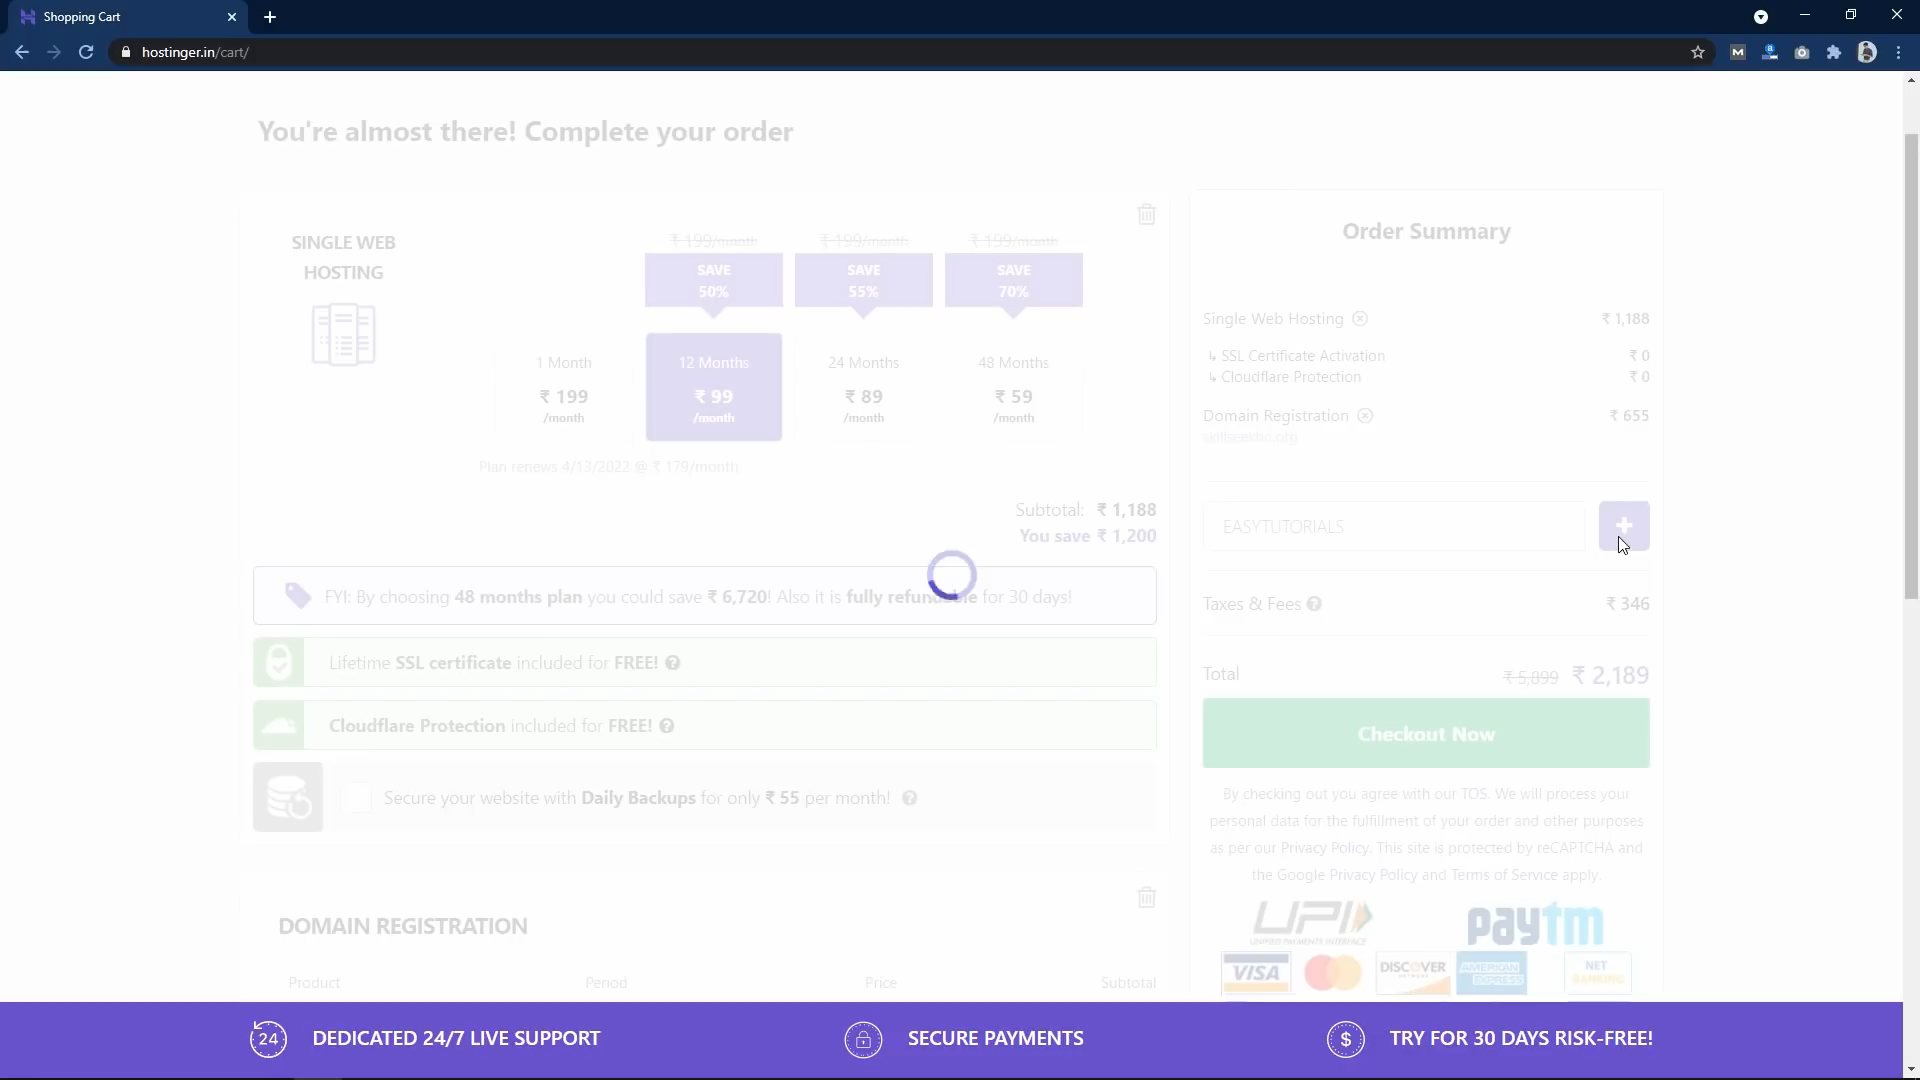 Shopping Cart
hostinger.in/cart/
You're almost there! Complete your order
SINGLE WEB
HOSTING
₹ 199/month
₹ 199/month
₹ 199/month
SAVE
50%
SAVE
55%
SAVE
70%
1 Month
₹ 199
/month
12 Months
₹ 99
/month
24 Months
₹ 89
/month
48 Months
₹ 59
/month
Plan renews 4/13/2022 @ ₹ 179/month
Subtotal: ₹ 1,188
You save ₹ 1,200
FYI: By choosing 48 months plan you could save ₹ 6,720! Also it is fully refundable for 30 days!
Lifetime SSL certificate included for FREE!
Cloudflare Protection included for FREE!
Secure your website with Daily Backups for only ₹ 55 per month!
DOMAIN REGISTRATION
Product Period Price Subtotal
Order Summary
Single Web Hosting ₹ 1,188
↳ SSL Certificate Activation ₹ 0
↳ Cloudflare Protection ₹ 0
Domain Registration ₹ 655
EASYTUTORIALS
Taxes & Fees ₹ 346
Total ₹ 5,899 ₹ 2,189
Checkout Now
By checking out you agree with our TOS. We will process your
personal data for the fulfillment of your order and other purposes
as per our Privacy Policy. This site is protected by reCAPTCHA and
the Google Privacy Policy and Terms of Service apply.
UPI
UNIFIED PAYMENTS INTERFACE
paytm
VISA
DISCOVER
AMERICAN
EXPRESS
NET
BANKING
24 DEDICATED 24/7 LIVE SUPPORT
SECURE PAYMENTS
$ TRY FOR 30 DAYS RISK-FREE!